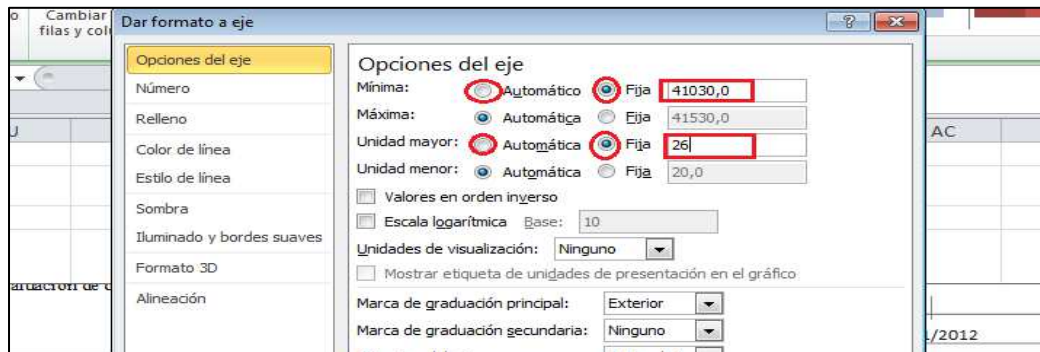 Cambiar
filas y col
Dar formato a eje
Opciones del eje
Número
Relleno
Color de línea
Estilo de línea
Sombra
Iluminado y bordes suaves
Formato 3D
Alineación
Opciones del eje
Mínima: Automático Fija 41030,0
Máxima: Automática Fija 41530,0
Unidad mayor: Automática Fija 26
Unidad menor: Automática Fija 20,0
Valores en orden inverso
Escala logarítmica Base: 10
Unidades de visualización: Ninguno
Mostrar etiqueta de unidades de presentación en el gráfico
Marca de graduación principal: Exterior
Marca de graduación secundaria: Ninguno
AC
/2012